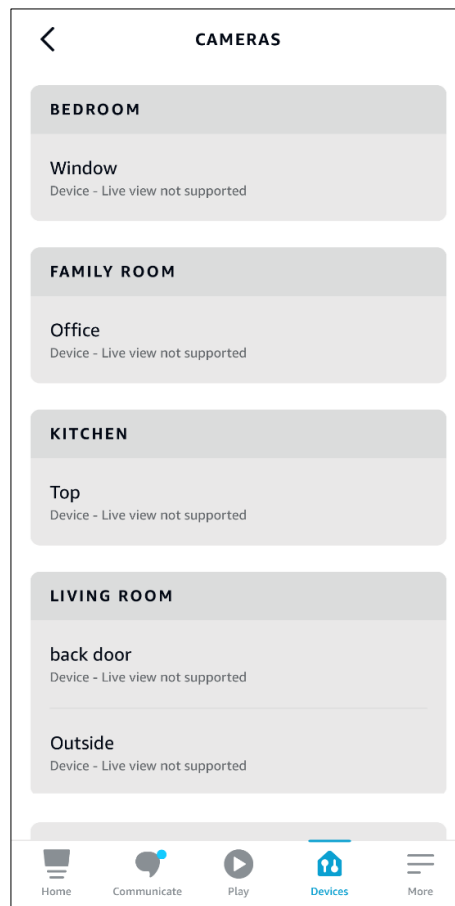 CAMERAS
BEDROOM
Window
Device - Live view not supported
FAMILY ROOM
Office
Device - Live view not supported
KITCHEN
Top
Device - Live view not supported
LIVING ROOM
back door
Device - Live view not supported
Outside
Device - Live view not supported
Home Communicate Play Devices More